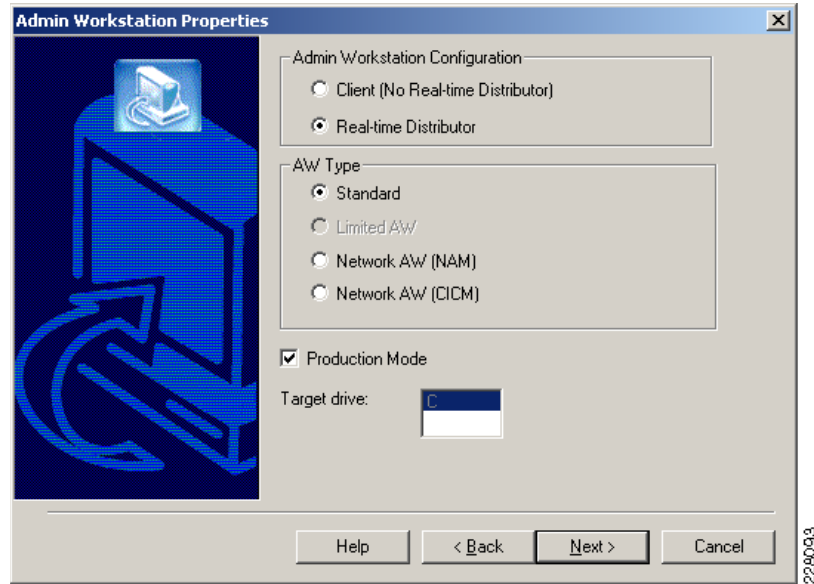 Admin Workstation Properties
Admin Workstation Configuration
Client (No Real-time Distributor)
Real-time Distributor
AW Type
Standard
Limited AW
Network AW (NAM)
Network AW (CICM)
Production Mode
Target drive:
C
Help
< Back
Next >
Cancel
228093